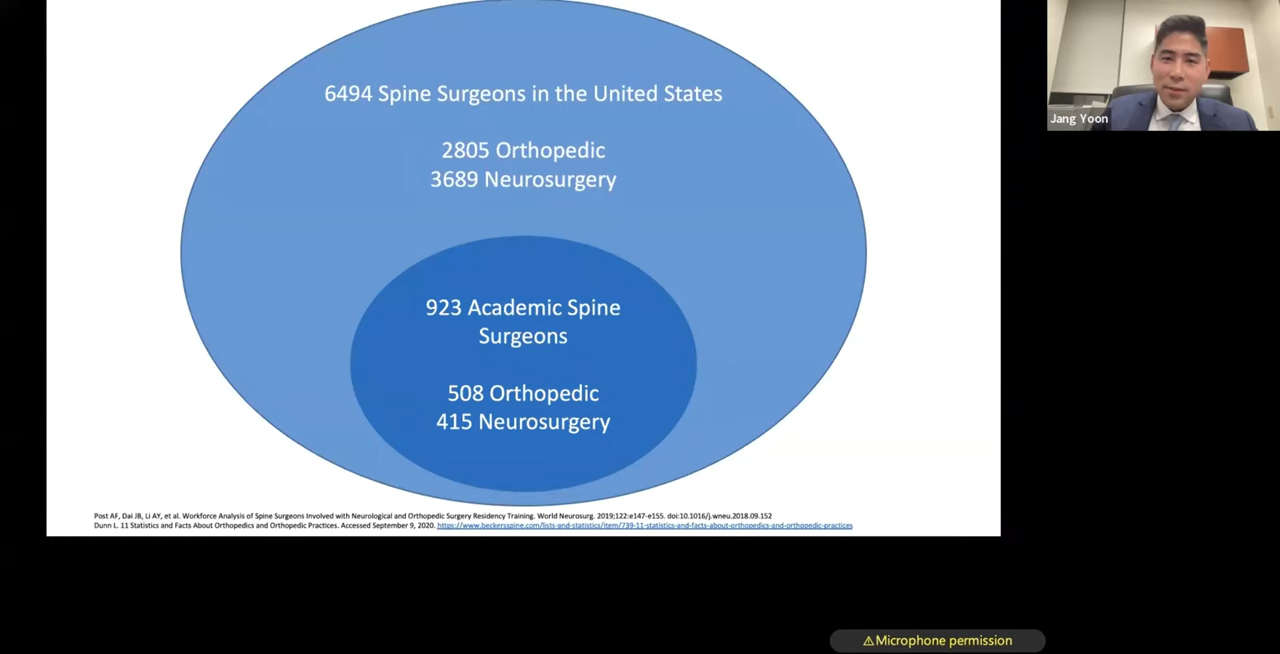 6494 Spine Surgeons in the United States
2805 Orthopedic
3689 Neurosurgery
923 Academic Spine
Surgeons
508 Orthopedic
415 Neurosurgery
Post AF, Dai JB, Li AY, et al. Workforce Analysis of Spine Surgeons Involved with Neurological and Orthopedic Surgery Residency Training. World Neurosurg. 2019;122:e147-e155. doi:10.1016/j.wneu.2018.09.152
Dunn L. 11 Statistics and Facts About Orthopedics and Orthopedic Practices. Accessed September 9, 2020. https://www.beckersspine.com/lists-and-statistics/item/739-11-statistics-and-facts-about-orthopedics-and-orthopedic-practices
Jang Yoon
⚠Microphone permission